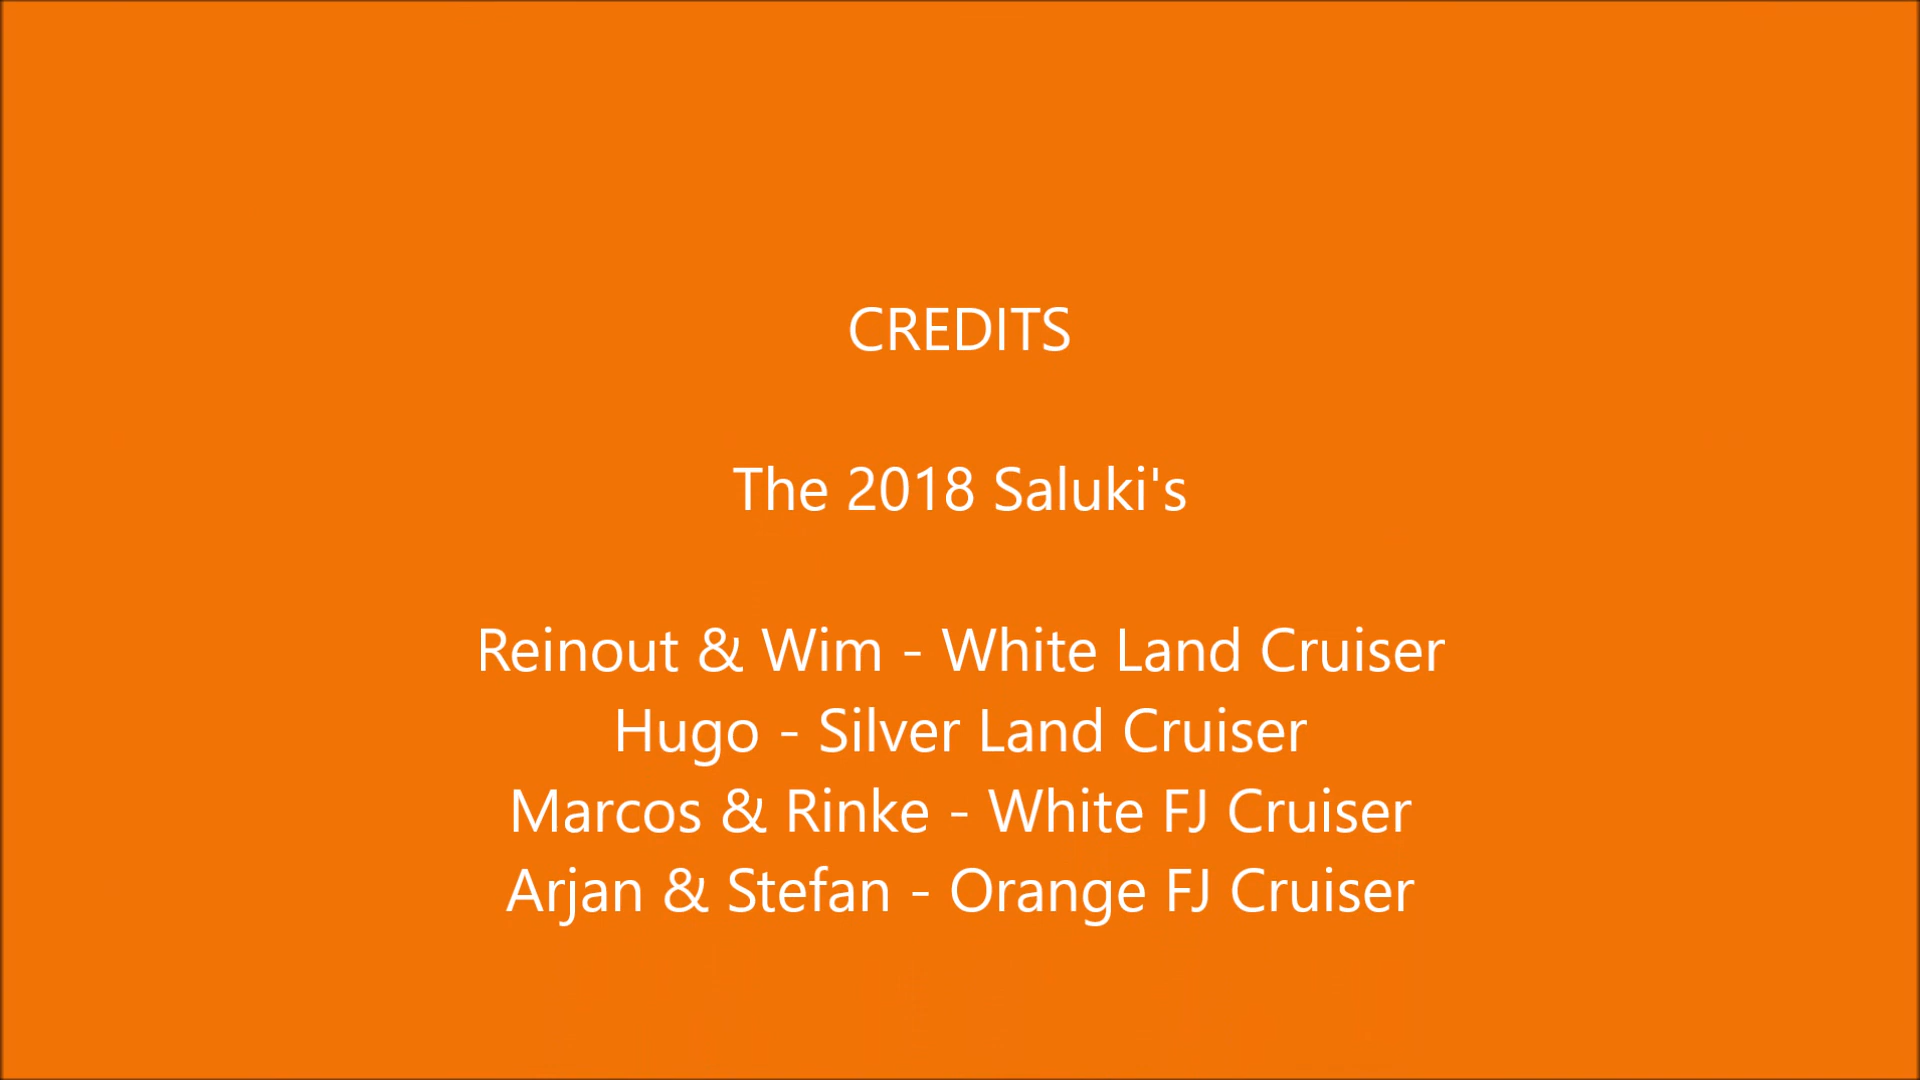 CREDITS
The 2018 Saluki's
Reinout & Wim - White Land Cruiser
Hugo - Silver Land Cruiser
Marcos & Rinke - White FJ Cruiser
Arjan & Stefan - Orange FJ Cruiser